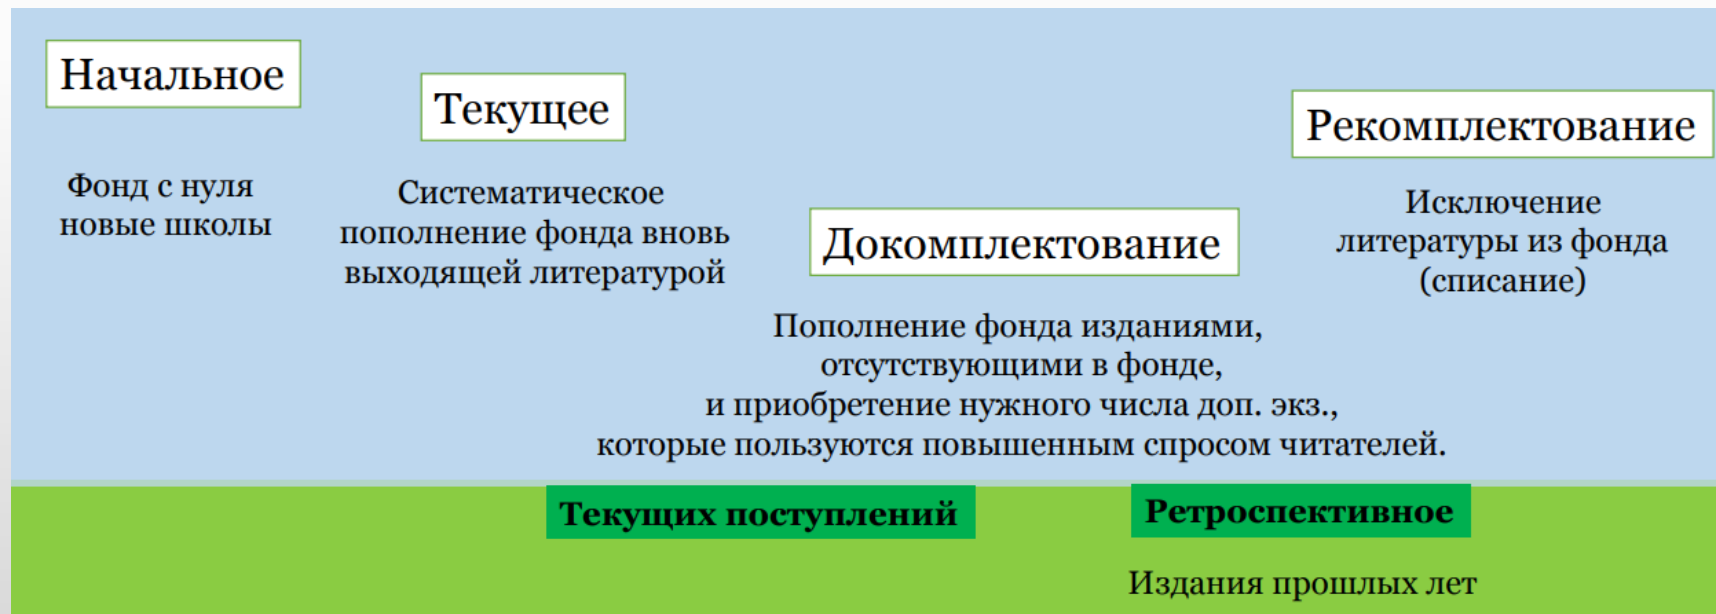 Начальное
Фонд с нуля
новые школы
Текущее
Систематическое
пополнение фонда вновь
выходящей литературой
Докомплектование
Пополнение фонда изданиями,
отсутствующими в фонде,
и приобретение нужного числа доп. экз.,
которые пользуются повышенным спросом читателей.
Текущих поступлений
Ретроспективное
Издания прошлых лет
Рекомплектование
Исключение
литературы из фонда
(списание)